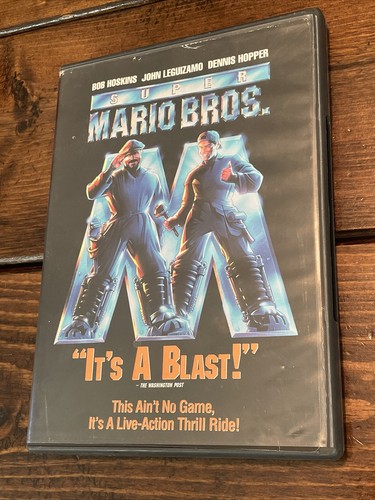 BOB HOSKINS JOHN LEGUIZAMO DENNIS HOPPER
SUPER
MARIO BROS.
"IT'S A BLAST!"
– THE WASHINGTON POST
This Ain't No Game,
It's A Live-Action Thrill Ride!